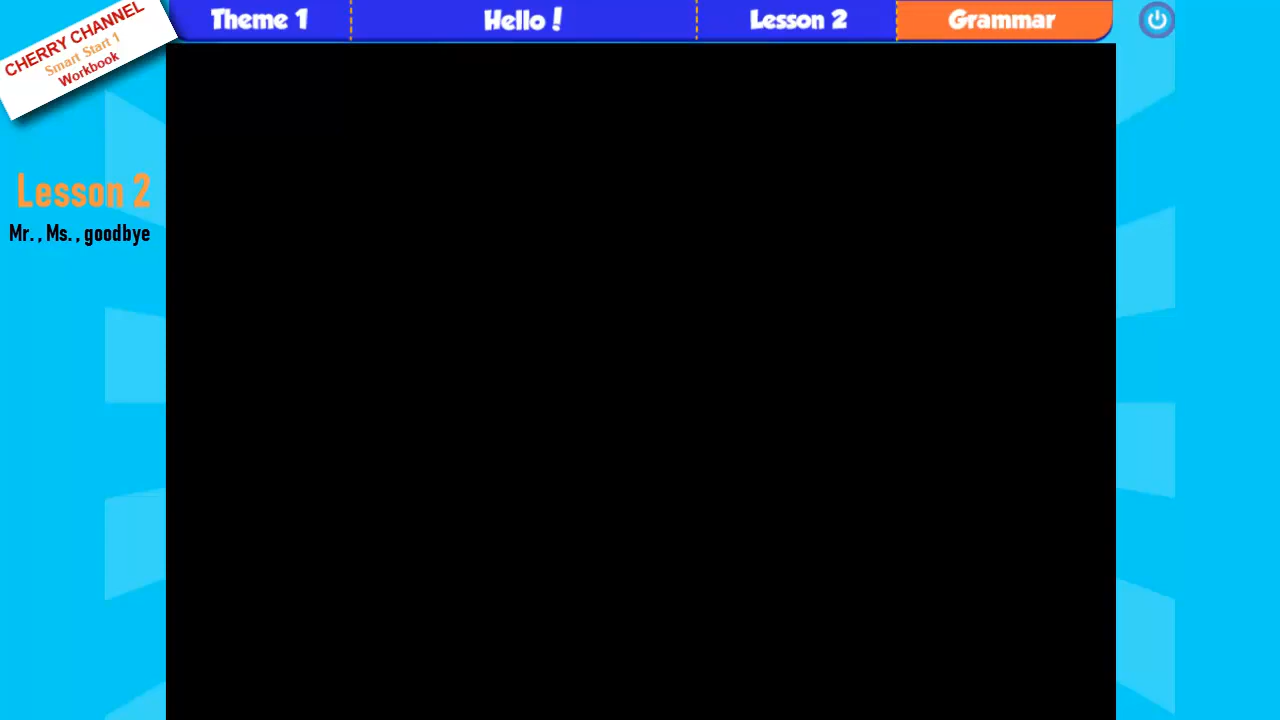 CHERRY CHANNEL
Smart Start 1
Workbook
Theme 1
Hello!
Lesson 2
Grammar
Lesson 2
Mr. , Ms. , goodbye